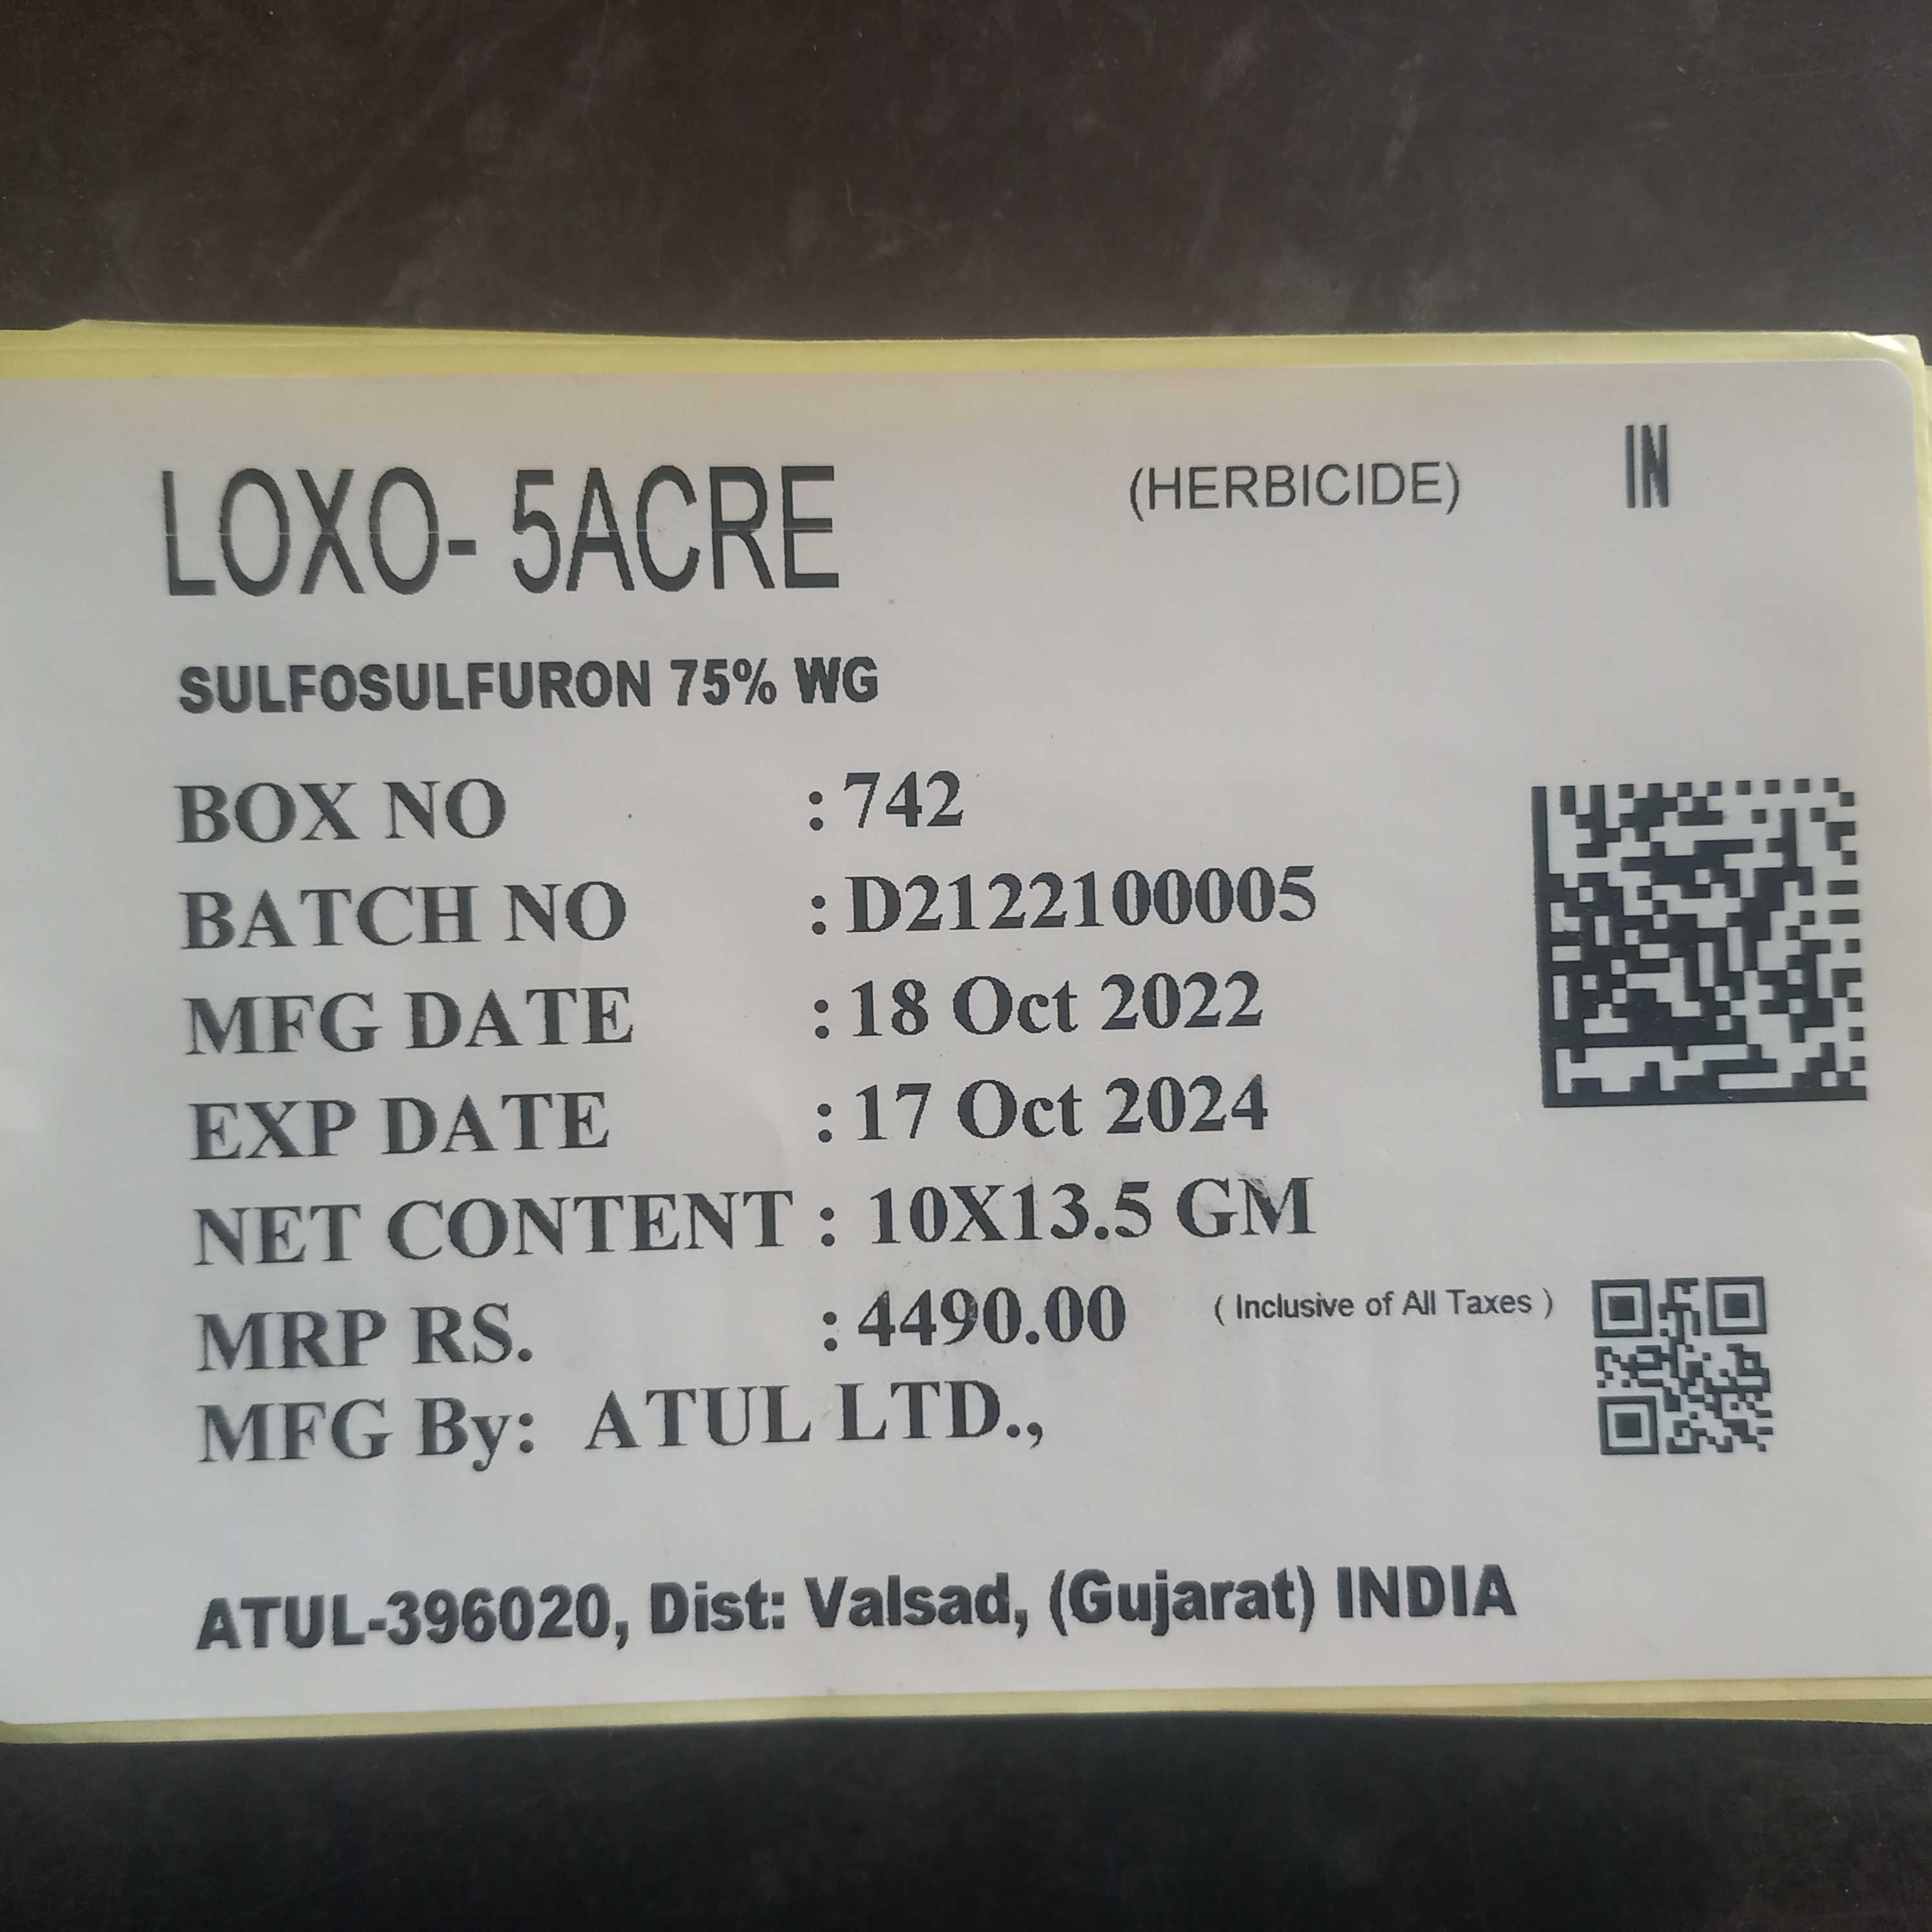 LOXO- 5ACRE (HERBICIDE) IN
SULFOSULFURON 75% WG
BOX NO : 742
BATCH NO : D2122100005
MFG DATE : 18 Oct 2022
EXP DATE : 17 Oct 2024
NET CONTENT : 10X13.5 GM
MRP RS. : 4490.00 ( Inclusive of All Taxes )
MFG By: ATUL LTD.,
ATUL-396020, Dist: Valsad, (Gujarat) INDIA